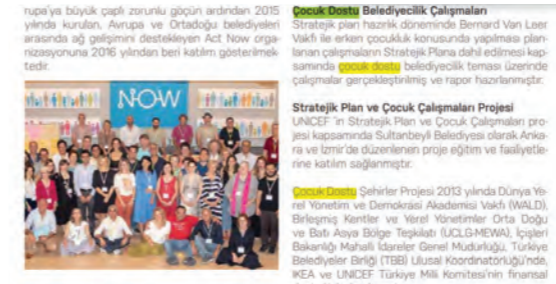 rupa'ya büyük çaplı zorunlu göçün ardından 2015
yılında kurulan, Avrupa ve Ortadoğu belediyeleri
arasında ağ gelişimini destekleyen Act Now orga-
nizasyonuna 2016 yılından beri katılım gösterilmek-
tedir.
NOW
Çocuk Dostu Belediyecilik Çalışmaları
Stratejik plan hazırlık döneminde Bernard Van Leer
Vakfı ile erken çocukluk konusunda yapılması plan-
lanan çalışmaların Stratejik Plana dahil edilmesi kap-
samında çocuk dostu belediyecilik teması üzerinde
çalışmalar gerçekleştirilmiş ve rapor hazırlanmıştır.
Stratejik Plan ve Çocuk Çalışmaları Projesi
UNICEF 'in Stratejik Plan ve Çocuk Çalışmaları pro-
jesi kapsamında Sultanbeyli Belediyesi olarak Anka-
ra ve İzmir'de düzenlenen proje eğitim ve faaliyetle-
rine katılım sağlanmıştır.
Çocuk Dostu Şehirler Projesi 2013 yılında Dünya Ye-
rel Yönetim ve Demokrasi Akademisi Vakfı (WALD),
Birleşmiş Kentler ve Yerel Yönetimler Orta Doğu
ve Batı Asya Bölge Teşkilatı (UCLG-MEWA), İçişleri
Bakanlığı Mahalli İdareler Genel Müdürlüğü, Türkiye
Belediyeler Birliği (TBB) Ulusal Koordinatörlüğü'nde,
IKEA ve UNICEF Türkiye Milli Komitesi'nin finansal